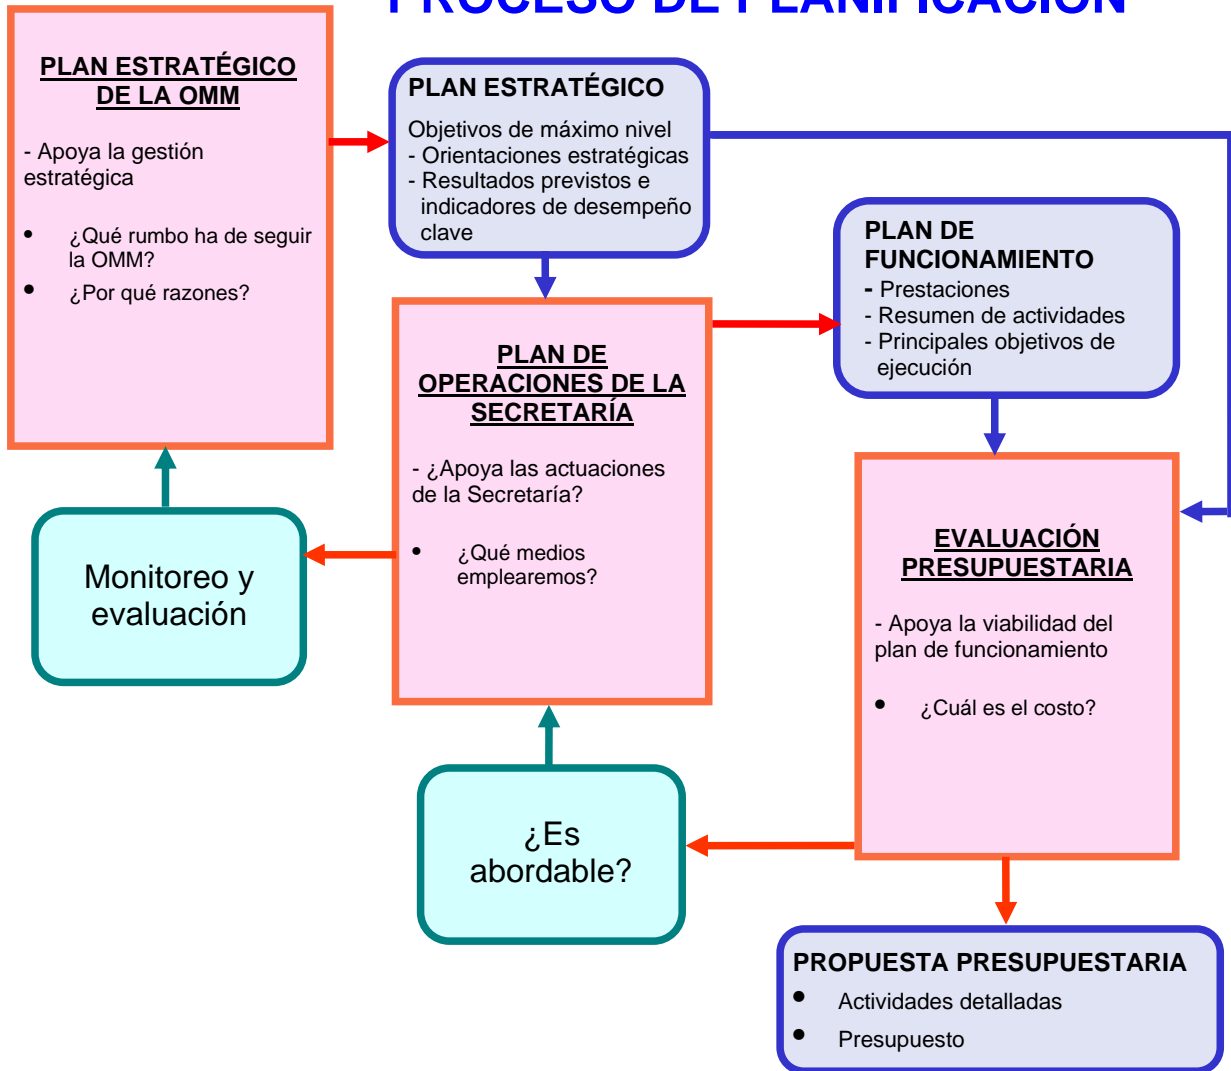 PROCESO DE PLANIFICACIÓN
PLAN ESTRATÉGICO
DE LA OMM
- Apoya la gestión
estratégica
• ¿Qué rumbo ha de seguir
la OMM?
• ¿Por qué razones?
PLAN ESTRATÉGICO
Objetivos de máximo nivel
- Orientaciones estratégicas
- Resultados previstos e
indicadores de desempeño
clave
PLAN DE
FUNCIONAMIENTO
- Prestaciones
- Resumen de actividades
- Principales objetivos de
ejecución
PLAN DE
OPERACIONES DE LA
SECRETARÍA
- ¿Apoya las actuaciones
de la Secretaría?
• ¿Qué medios
emplearemos?
Monitoreo y
evaluación
EVALUACIÓN
PRESUPUESTARIA
- Apoya la viabilidad del
plan de funcionamiento
• ¿Cuál es el costo?
¿Es
abordable?
PROPUESTA PRESUPUESTARIA
• Actividades detalladas
• Presupuesto